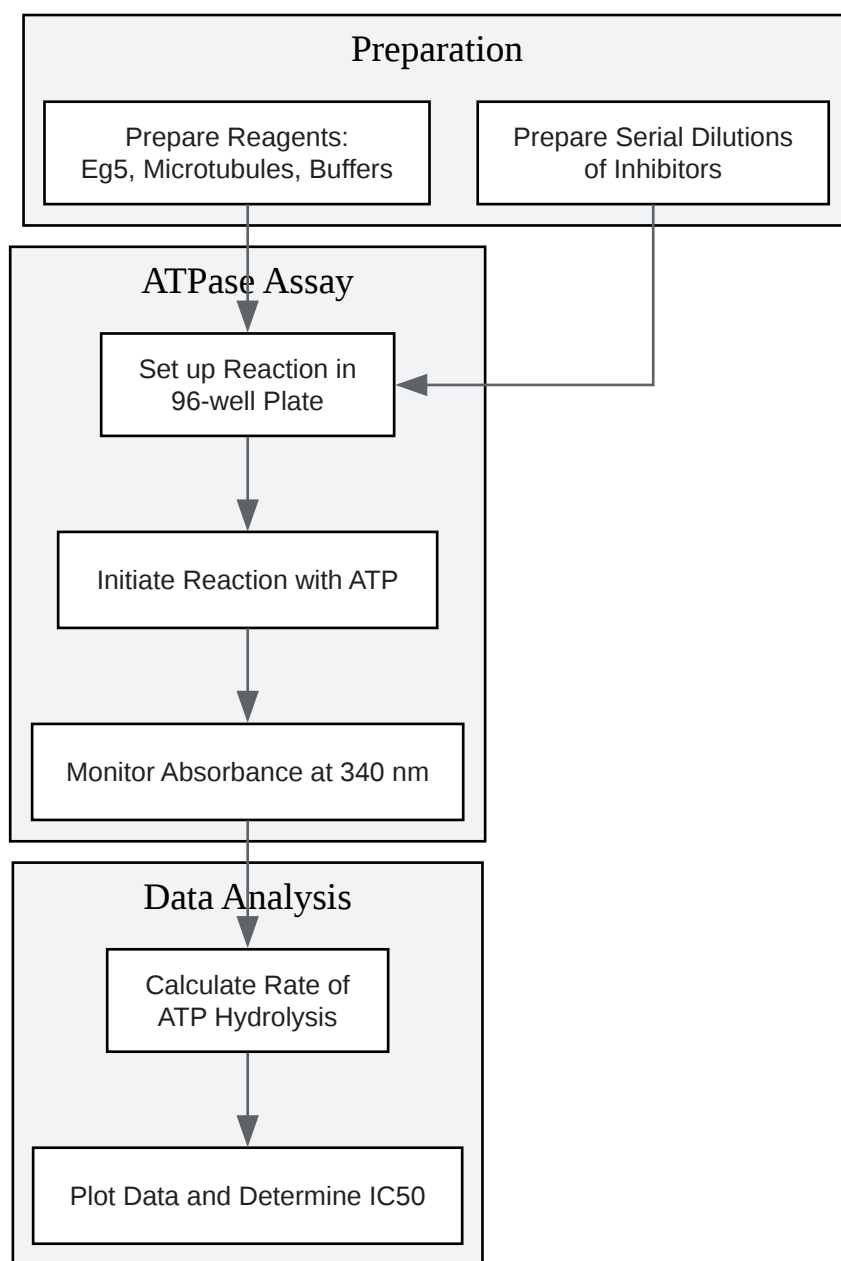 Preparation
Prepare Reagents:
Eg5, Microtubules, Buffers
Prepare Serial Dilutions
of Inhibitors
ATPase Assay
Set up Reaction in
96-well Plate
Initiate Reaction with ATP
Monitor Absorbance at 340 nm
Data Analysis
Calculate Rate of
ATP Hydrolysis
Plot Data and Determine IC50